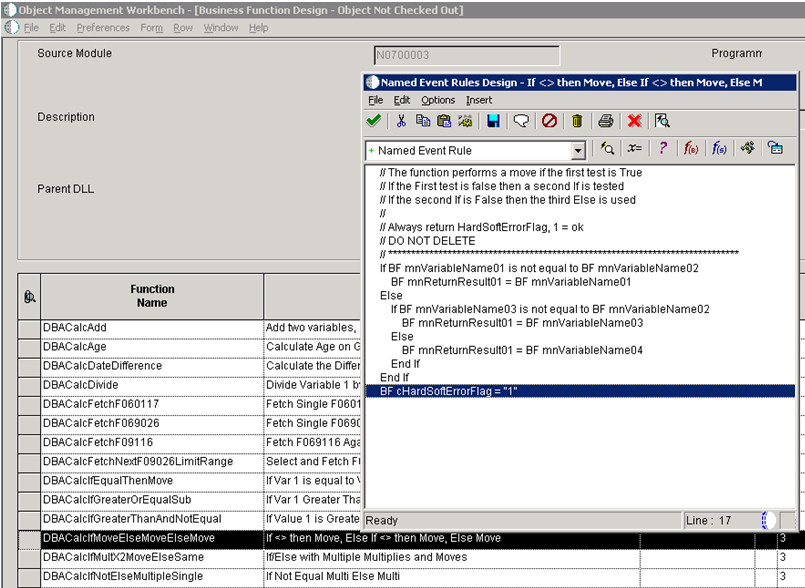 Object Management Workbench - [Business Function Design - Object Not Checked Out]
File Edit Preferences Form Row Window Help
Source Module
N0700003
Description
Parent DLL
Named Event Rules Design - If <> then Move, Else If <> then Move, Else M
File Edit Options Insert
+ Named Event Rule
x=
?
f(B)
f(S)
// The function performs a move if the first test is True
// If the First test is false then a second If is tested
// If the second If is False then the third Else is used
//
// Always return HardSoftErrorFlag, 1 = ok
// DO NOT DELETE
If BF mnVariableName01 is not equal to BF mnVariableName02
BF mnReturnResult01 = BF mnVariableName01
Else
If BF mnVariableName03 is not equal to BF mnVariableName02
BF mnReturnResult01 = BF mnVariableName03
Else
BF mnReturnResult01 = BF mnVariableName04
End If
End If
BF cHardSoftErrorFlag = "1"
Ready
Line : 17
Function
Name
DBACalcAdd Add two variables,
DBACalcAge Calculate Age on
DBACalcDateDifference Calculate the Differ
DBACalcDivide Divide Variable 1 b
DBACalcFetchF060117 Fetch Single F0601
DBACalcFetchF069026 Fetch Single F0690
DBACalcFetchF09116 Fetch F069116 Aga
DBACalcFetchNextF09026LimitRange Select and Fetch F
DBACalcIfEqualThenMove If Var 1 is equal to
DBACalcIfGreaterOrEqualSub If Var 1 Greater Tha
DBACalcIfGreaterThanAndNotEqual If Value 1 is Greate
DBACalcIfMoveElseMoveElseMove If <> then Move, Else If <> then Move, Else Move 3
DBACalcIfMultX2MoveElseSame If/Else with Multiple Multiplies and Moves 3
DBACalcIfNotElseMultipleSingle If Not Equal Multi Else Multi 3